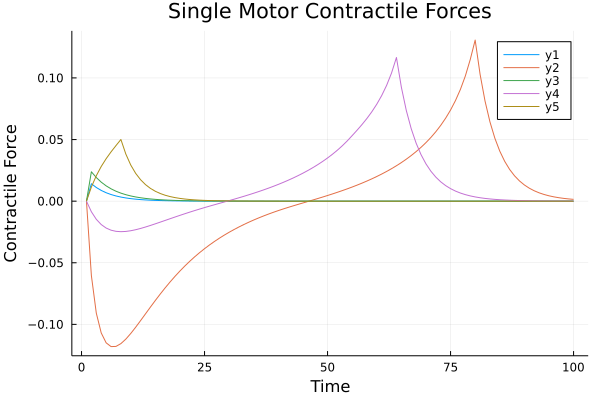 Single Motor Contractile Forces
Contractile Force
0.10
0.05
0.00
−0.05
−0.10
y1
y2
y3
y4
y5
0
25
50
75
100
Time